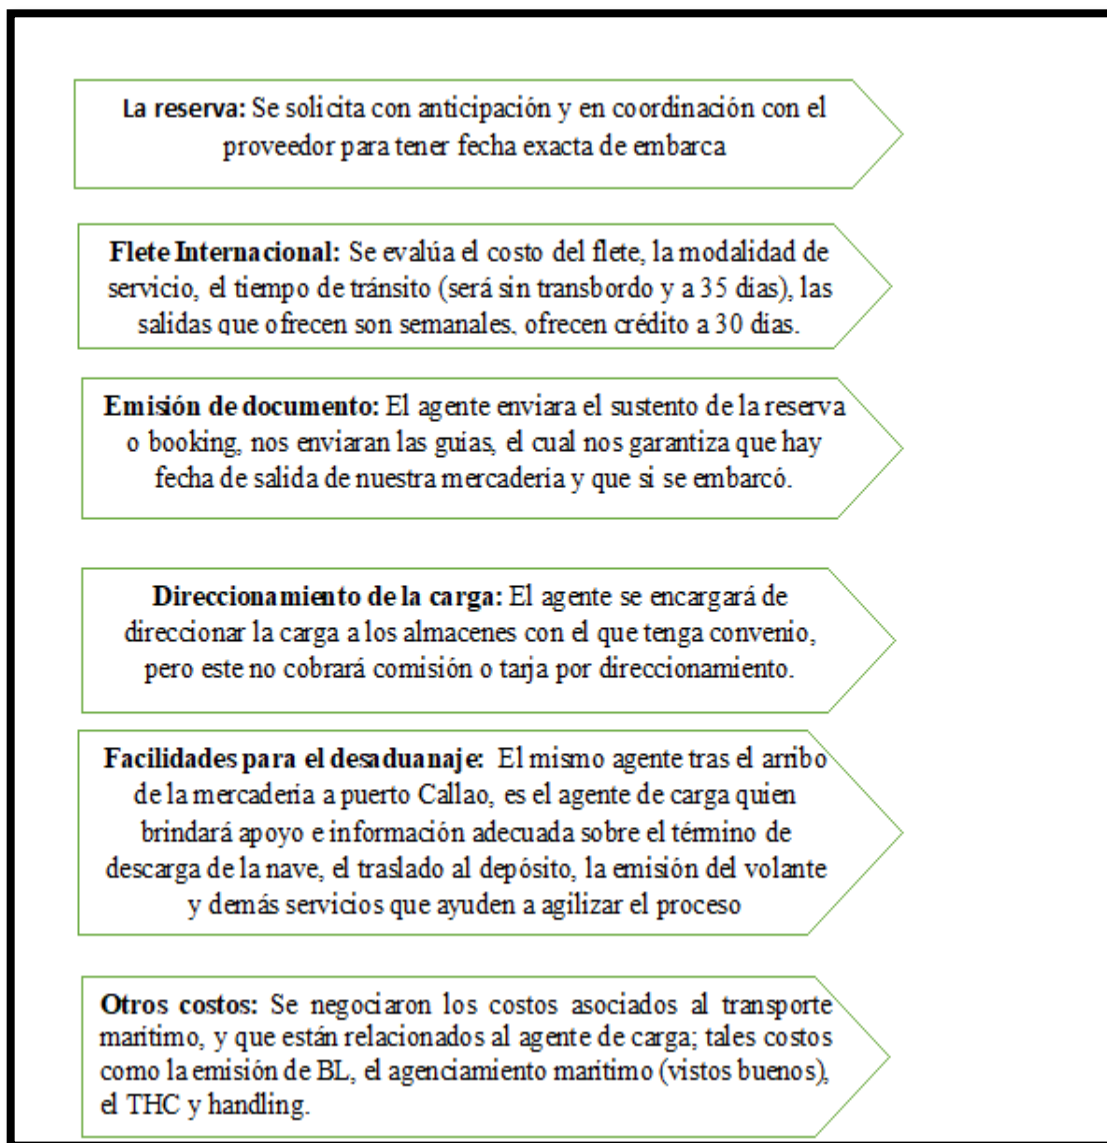 La reserva: Se solicita con anticipación y en coordinación con el
proveedor para tener fecha exacta de embarca
Flete Internacional: Se evalúa el costo del flete, la modalidad de
servicio, el tiempo de tránsito (será sin transbordo y a 35 días), las
salidas que ofrecen son semanales, ofrecen crédito a 30 días.
Emisión de documento: El agente enviara el sustento de la reserva
o booking, nos enviaran las guías, el cual nos garantiza que hay
fecha de salida de nuestra mercadería y que si se embarcó.
Direccionamiento de la carga: El agente se encargará de
direccionar la carga a los almacenes con el que tenga convenio,
pero este no cobrará comisión o tarja por direccionamiento.
Facilidades para el desaduanaje: El mismo agente tras el arribo
de la mercadería a puerto Callao, es el agente de carga quien
brindará apoyo e información adecuada sobre el término de
descarga de la nave, el traslado al depósito, la emisión del volante
y demás servicios que ayuden a agilizar el proceso
Otros costos: Se negociaron los costos asociados al transporte
marítimo, y que están relacionados al agente de carga; tales costos
como la emisión de BL, el agenciamiento marítimo (vistos buenos),
el THC y handling.